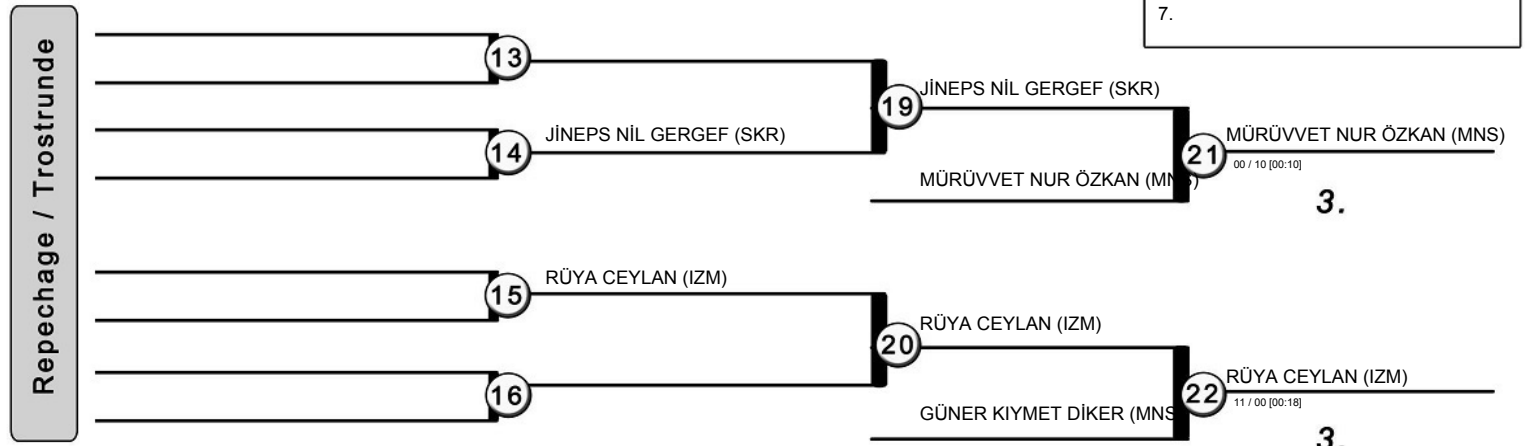 7.
Repechage / Trostrunde
13
JİNEPS NİL GERGEF (SKR)
19
14
JİNEPS NİL GERGEF (SKR)
MÜRÜVVET NUR ÖZKAN (MNS)
21
00 / 10 [00:10]
MÜRÜVVET NUR ÖZKAN (MNS)
3.
RÜYA CEYLAN (IZM)
15
RÜYA CEYLAN (IZM)
20
RÜYA CEYLAN (IZM)
22
11 / 00 [00:18]
16
GÜNER KIYMET DİKER (MNS
3.